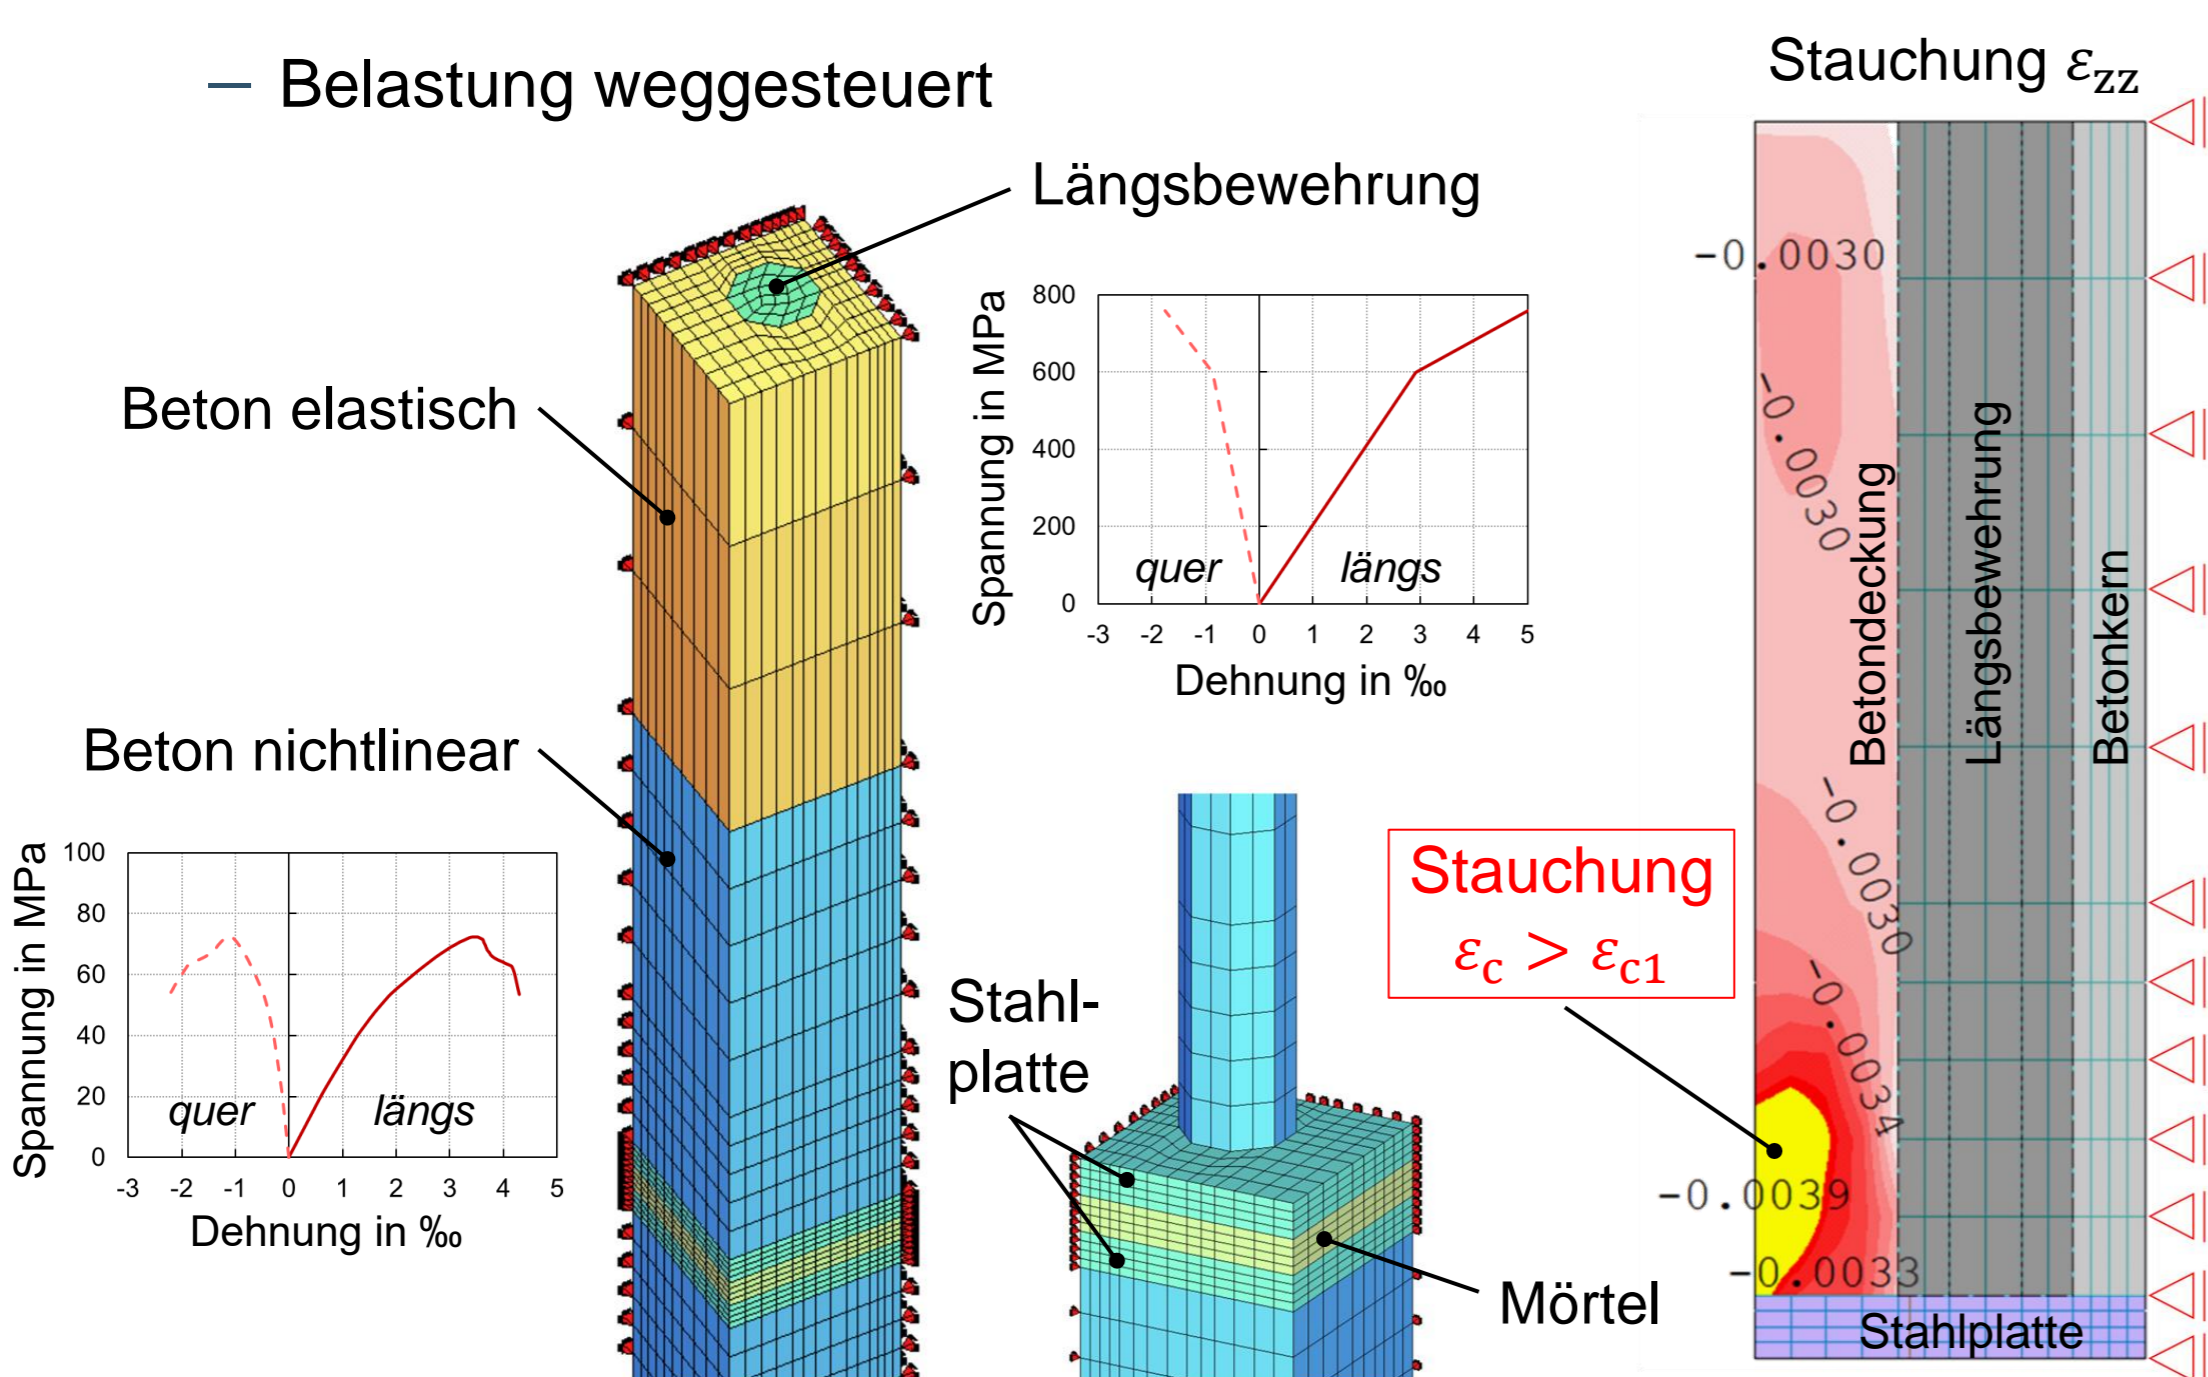 – Belastung weggesteuert
Stauchung εzz
Längsbewehrung
Beton elastisch
Beton nichtlinear
Spannung in MPa
800
600
400
200
0
-3 -2 -1 0 1 2 3 4 5
quer längs
Dehnung in ‰
Spannung in MPa
100
80
60
40
20
0
-3 -2 -1 0 1 2 3 4 5
quer längs
Dehnung in ‰
Stahl-
platte
Mörtel
Stauchung
εc > εc1
-0.0030
-0.0030
-0.0030
-0.0034
-0.0039
-0.0033
Betondeckung
Längsbewehrung
Betonkern
Stahlplatte